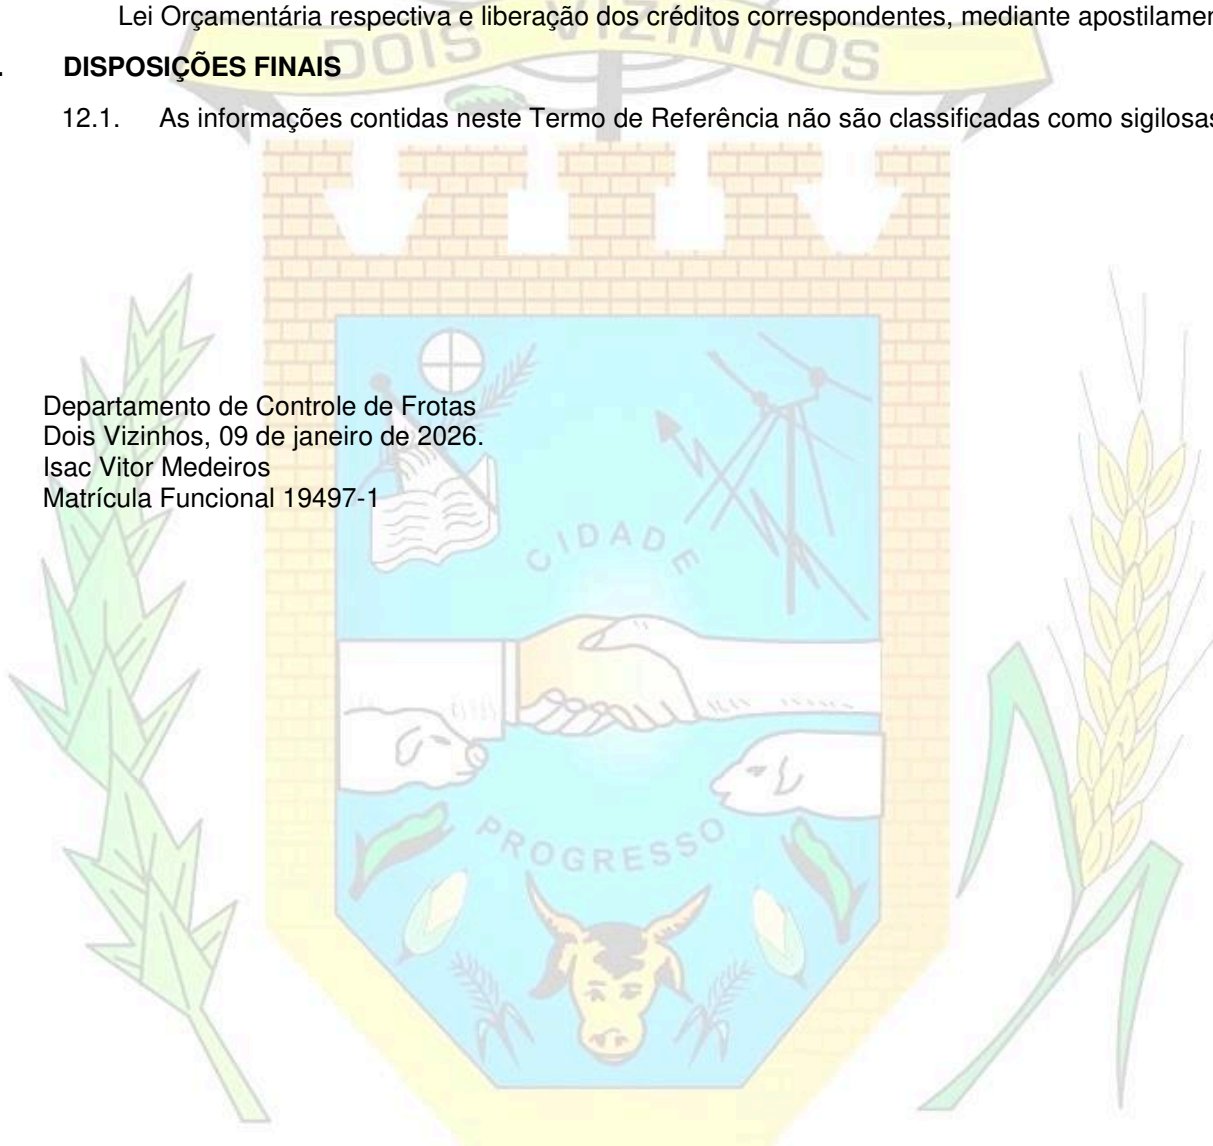 Lei Orçamentária respectiva e liberação dos créditos correspondentes, mediante apostilamen
DOIS VIZINHOS
. DISPOSIÇÕES FINAIS
12.1. As informações contidas neste Termo de Referência não são classificadas como sigilosas
Departamento de Controle de Frotas
Dois Vizinhos, 09 de janeiro de 2026.
Isac Vitor Medeiros
Matrícula Funcional 19497-1
CIDADE
PROGRESSO